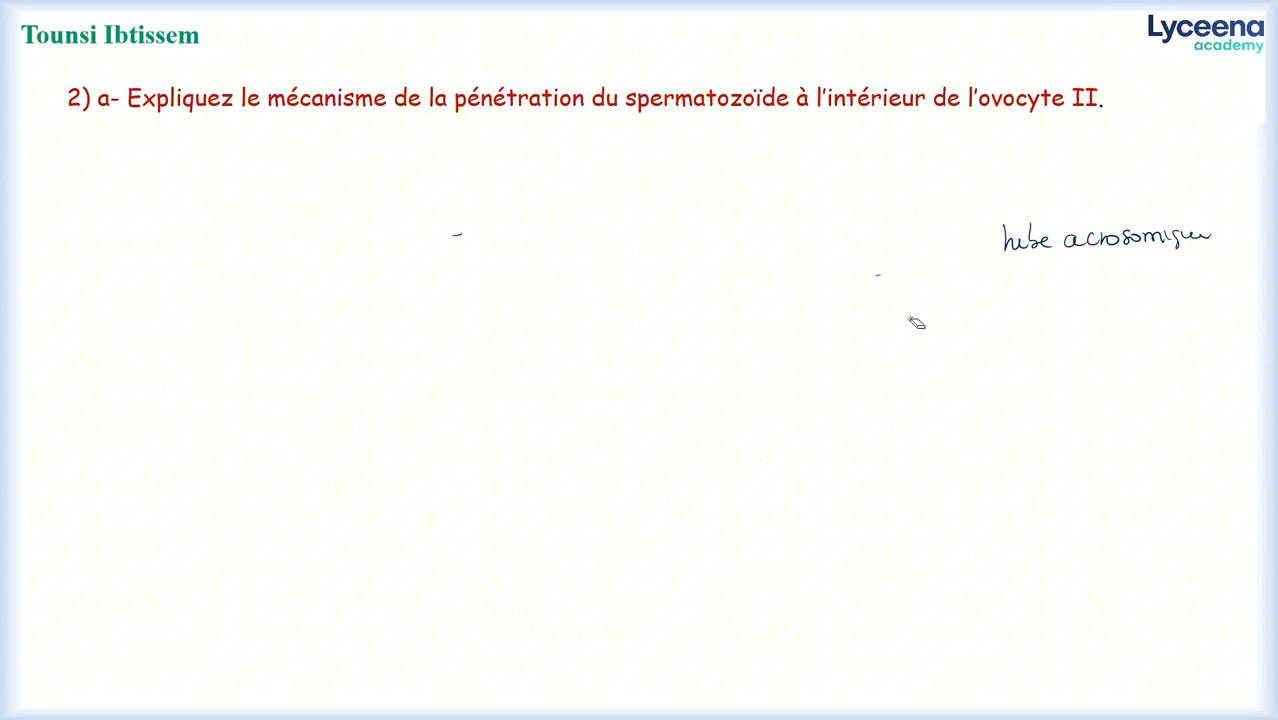 Tounsi Ibtissem
Lyceena
academy
2) a- Expliquez le mécanisme de la pénétration du spermatozoïde à l'intérieur de l'ovocyte II.
tube acrosomique